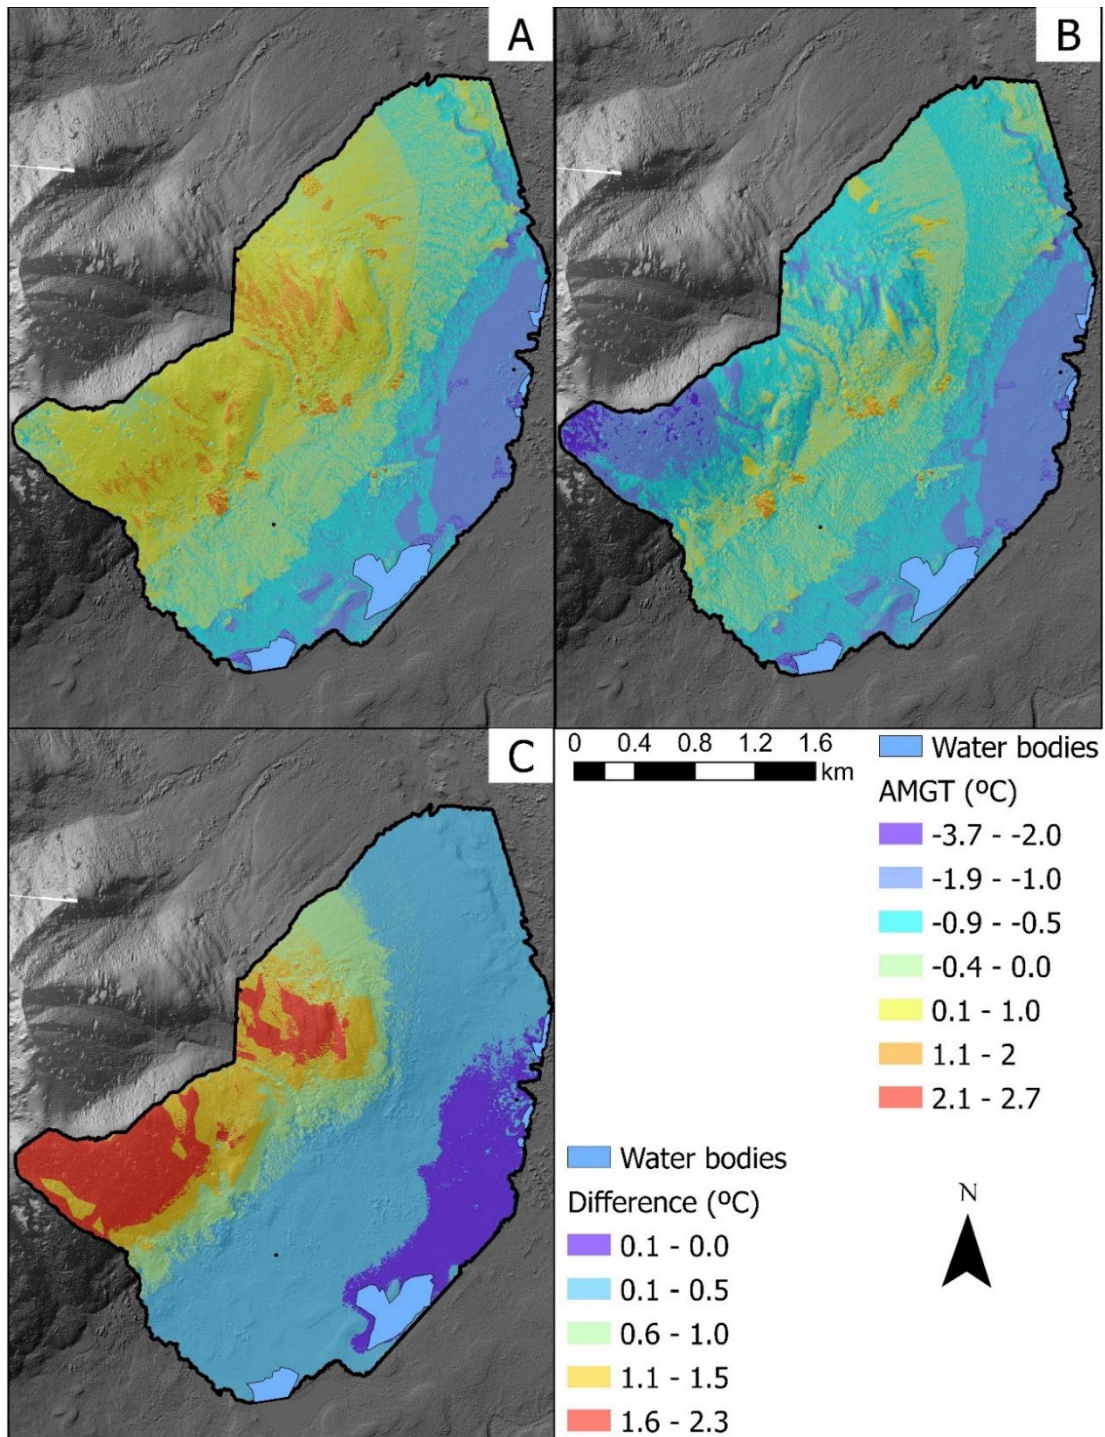 A
B
C
0 0.4 0.8 1.2 1.6
km
Water bodies
AMGT (ºC)
-3.7 - -2.0
-1.9 - -1.0
-0.9 - -0.5
-0.4 - 0.0
0.1 - 1.0
1.1 - 2
2.1 - 2.7
Water bodies
Difference (ºC)
0.1 - 0.0
0.1 - 0.5
0.6 - 1.0
1.1 - 1.5
1.6 - 2.3
N